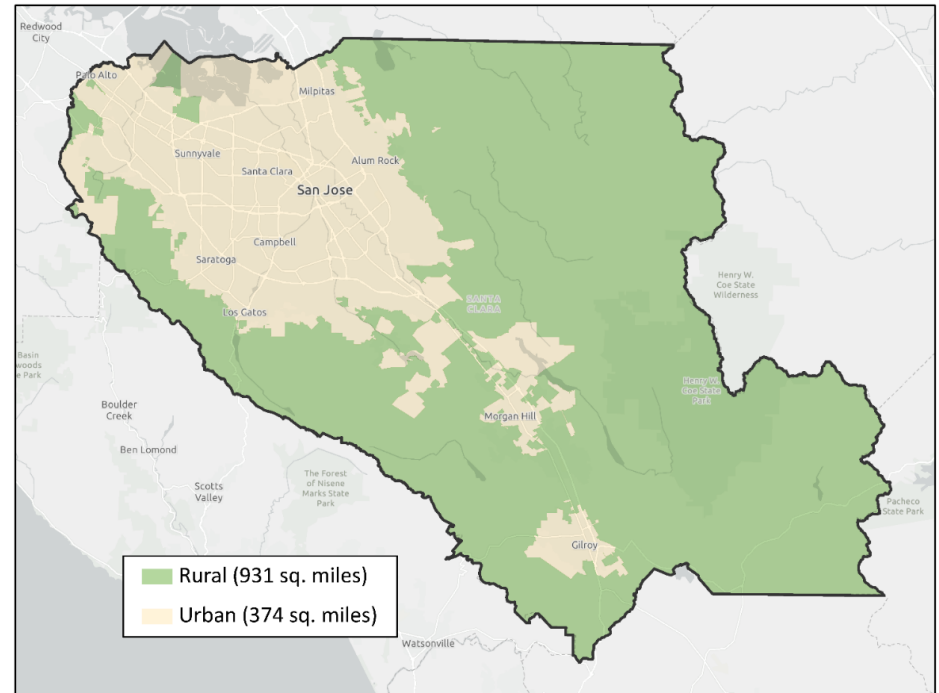 Redwood
City
Palo Alto
Milpitas
Sunnyvale
Santa Clara
Alum Rock
San Jose
Campbell
Saratoga
Los Gatos
SANTA
CLARA
Henry W.
Coe State
Wilderness
Basin
woods
e Park
Henry W.
Coe State
Park
Boulder
Creek
Morgan Hill
Ben Lomond
Scotts
Valley
The Forest
of Nisene
Marks State
Park
Pacheco
State Park
Gilroy
Rural (931 sq. miles)
Urban (374 sq. miles)
Watsonville